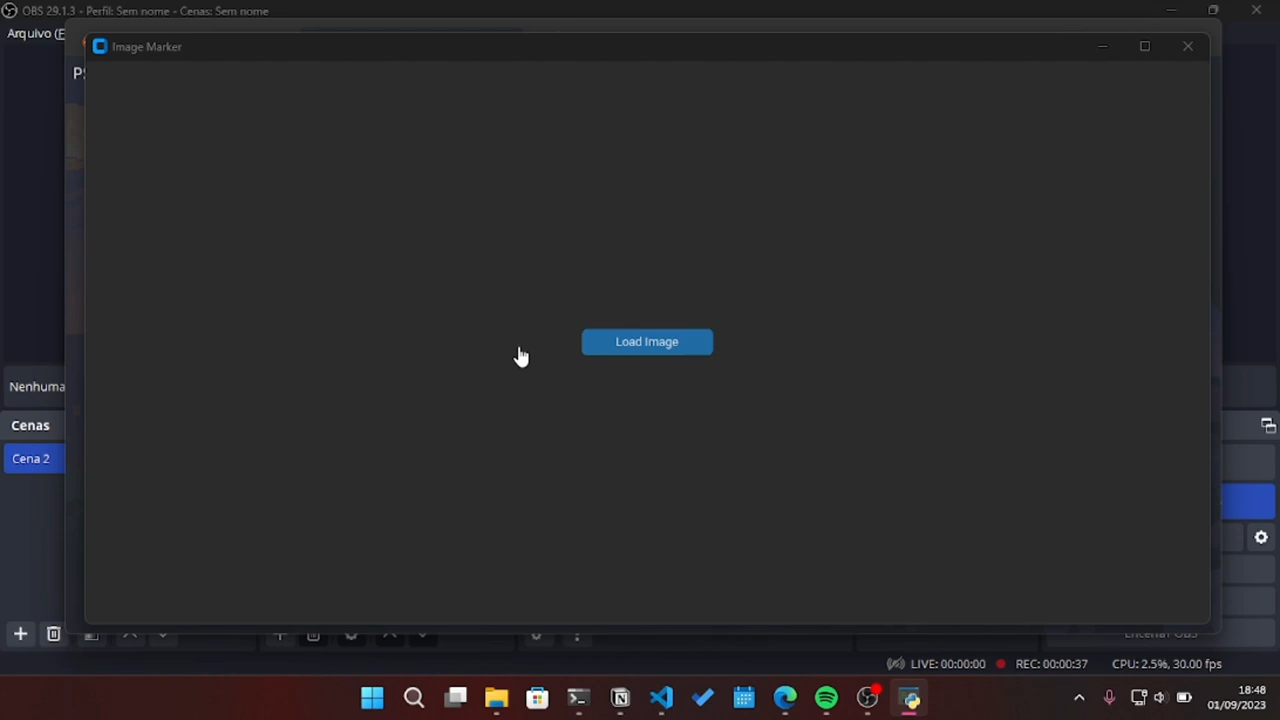 OBS 29.1.3 - Perfil: Sem nome - Cenas: Sem nome
Arquivo (F
Image Marker
Load Image
Nenhuma
Cenas
Cena 2
Encerrar OBS
LIVE: 00:00:00
REC: 00:00:37
CPU: 2.5%, 30.00 fps
18:48
01/09/2023